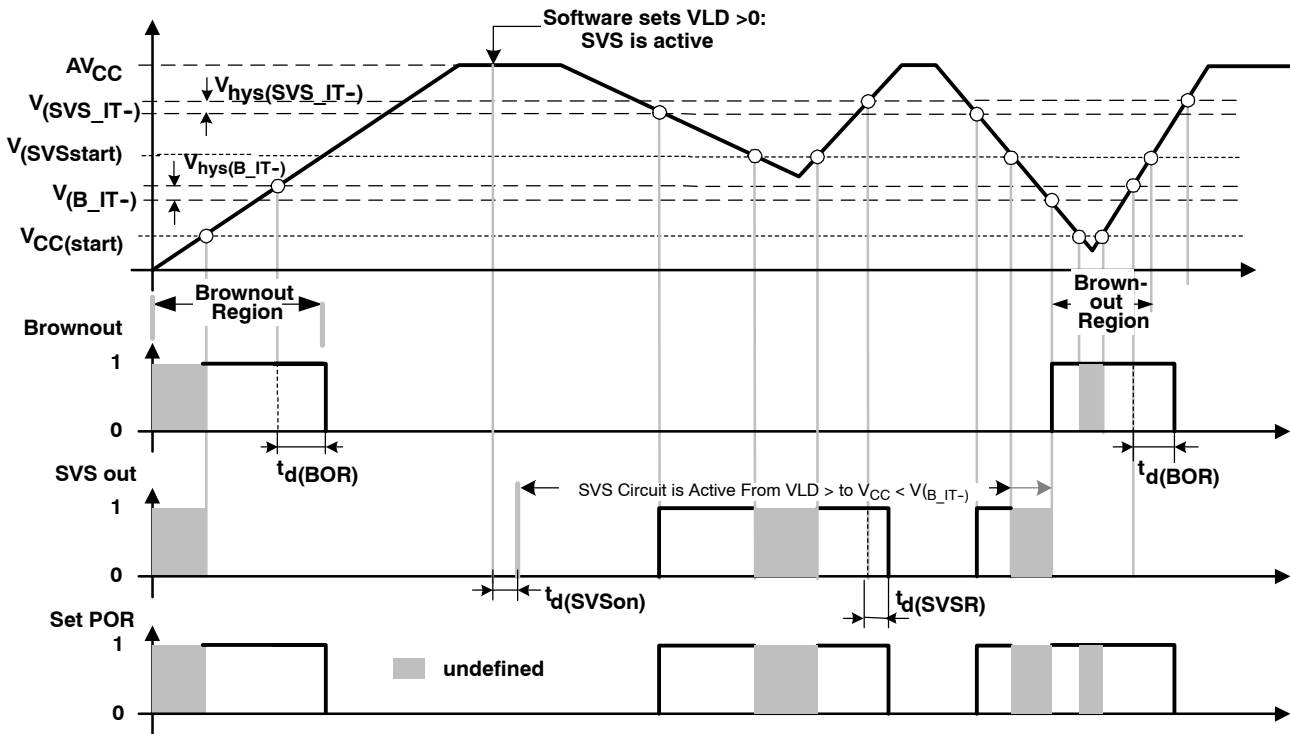 Software sets VLD >0:
SVS is active
AVCC
Vhys(SVS_IT-)
V(SVS_IT-)
V(SVSstart)
Vhys(B_IT-)
V(B_IT-)
VCC(start)
Brownout
Region
Brown-
out
Region
Brownout
1
0
td(BOR)
td(BOR)
SVS out
SVS Circuit is Active From VLD > to VCC < V(B_IT-)
1
0
td(SVSon)
td(SVSR)
Set POR
1
undefined
0